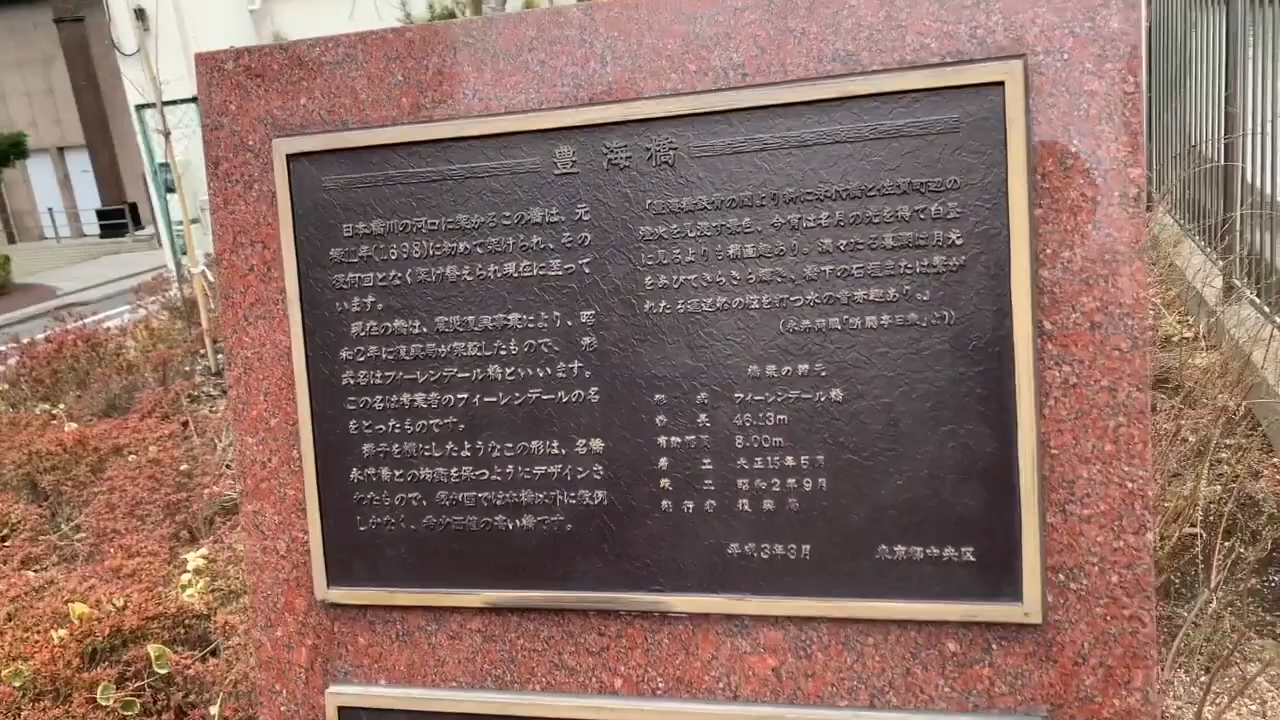 豊海橋
日本橋川の河口に架かるこの橋は、元
禄11年(1698)に初めて架けられ、その
後何回となく架け替えられ現在に至って
います。
現在の橋は、震災復興事業により、昭
和2年に復興局が架設したもので、形
式名はフィーレンデール橋といいます。
この名は考案者のフィーレンデールの名
をとったものです。
梯子を横にしたようなこの形は、名橋
永代橋との均衡を保つようにデザインさ
れたもので、我が国では本橋以外に数例
しかなく、希少価値の高い橋です。
「豊海橋鉄骨の間より斜に永代橋と佐賀町辺の
燈火を見渡す景色、今宵は名月の光を得て白昼
に見るよりも稍画趣あり。満々たる暮潮は月光
をあびてきらきら輝き、橋下の石垣または繋が
れたる運送船の舷を打つ水の音亦趣あり。」
(永井荷風「断腸亭日乗」より)
橋梁の諸元
形 式 フィーレンデール橋
橋 長 46.13m
有効幅員 8.00m
着 工 大正15年5月
竣 工 昭和2年9月
施行者 復興局
平成3年3月 東京都中央区